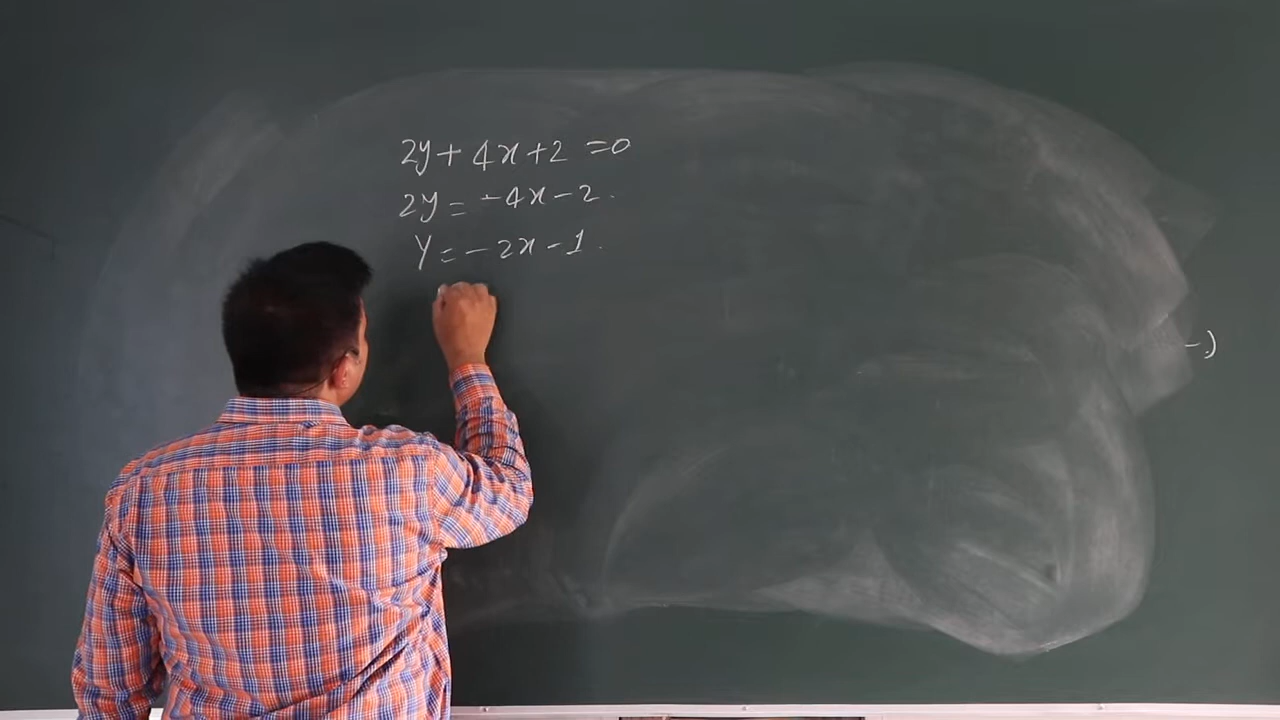 2y + 4x + 2 = 0
2y = -4x - 2.
y = -2x - 1.
-.)